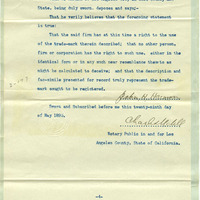 State, being duly sworn, depose and say:-
That he verily believes that the foregoing statement
is true:
That the said firm has at this time a right to the use of
the trade-mark therein described; that no other person,
firm or corporation has the right to such use, either in the
identical form or in any such near resemblance thereto as
might be calculated to deceive; and that the description and
fac-simile presented for record truly represent the trade-
mark sought to be registered.
Sworn and Subscribed before me this twenty-ninth day
of May 189
Notary Public in and for Los
Angeles County, State of California.